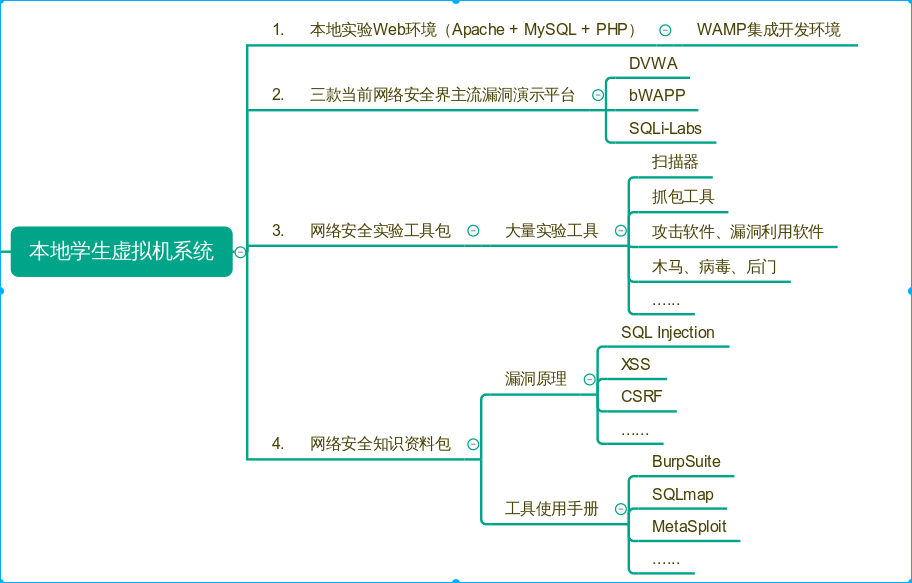 本地学生虚拟机系统
1. 本地实验Web环境（Apache + MySQL + PHP）
WAMP集成开发环境
2. 三款当前网络安全界主流漏洞演示平台
DVWA
bWAPP
SQLi-Labs
3. 网络安全实验工具包
大量实验工具
扫描器
抓包工具
攻击软件、漏洞利用软件
木马、病毒、后门
……
4. 网络安全知识资料包
漏洞原理
SQL Injection
XSS
CSRF
……
工具使用手册
BurpSuite
SQLmap
MetaSploit
……